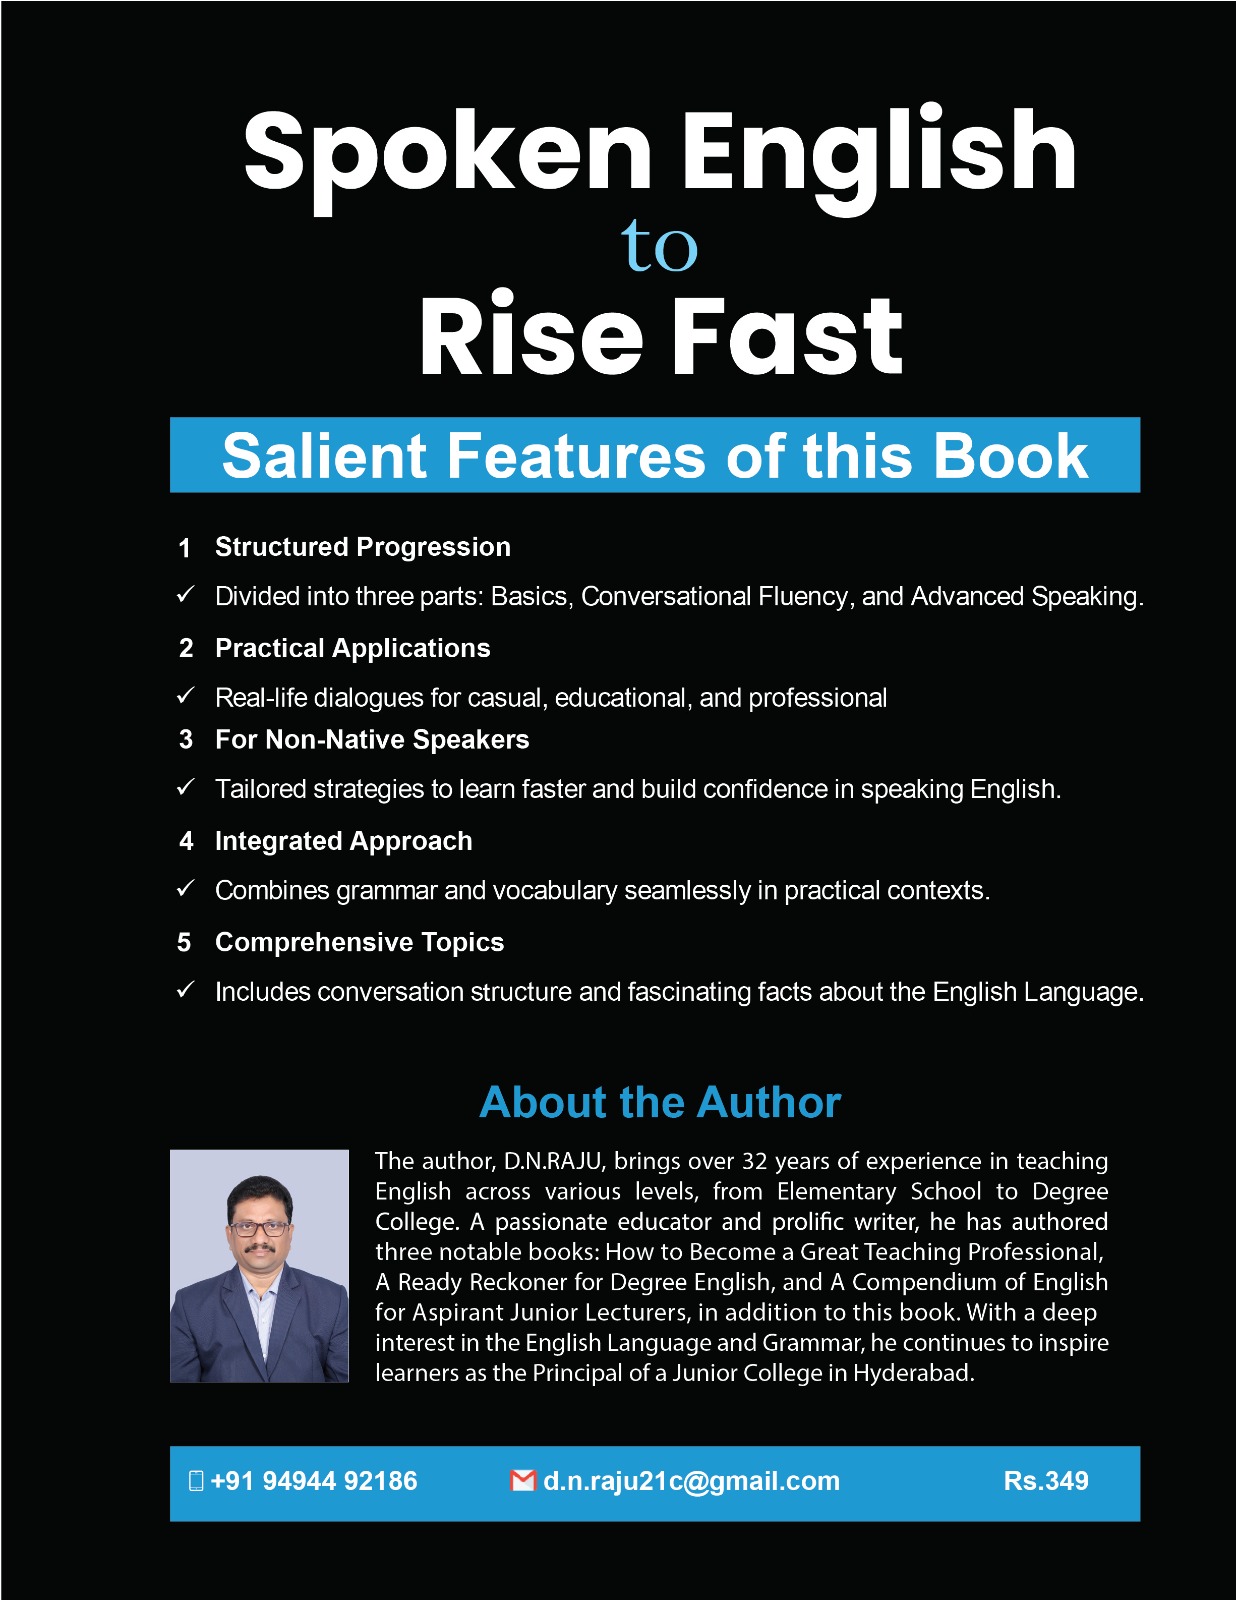 Spoken English
to
Rise Fast
Salient Features of this Book
1 Structured Progression
✓ Divided into three parts: Basics, Conversational Fluency, and Advanced Speaking.
2 Practical Applications
✓ Real-life dialogues for casual, educational, and professional
3 For Non-Native Speakers
✓ Tailored strategies to learn faster and build confidence in speaking English.
4 Integrated Approach
✓ Combines grammar and vocabulary seamlessly in practical contexts.
5 Comprehensive Topics
✓ Includes conversation structure and fascinating facts about the English Language.
About the Author
The author, D.N.RAJU, brings over 32 years of experience in teaching
English across various levels, from Elementary School to Degree
College. A passionate educator and prolific writer, he has authored
three notable books: How to Become a Great Teaching Professional,
A Ready Reckoner for Degree English, and A Compendium of English
for Aspirant Junior Lecturers, in addition to this book. With a deep
interest in the English Language and Grammar, he continues to inspire
learners as the Principal of a Junior College in Hyderabad.
+91 94944 92186 d.n.raju21c@gmail.com Rs.349